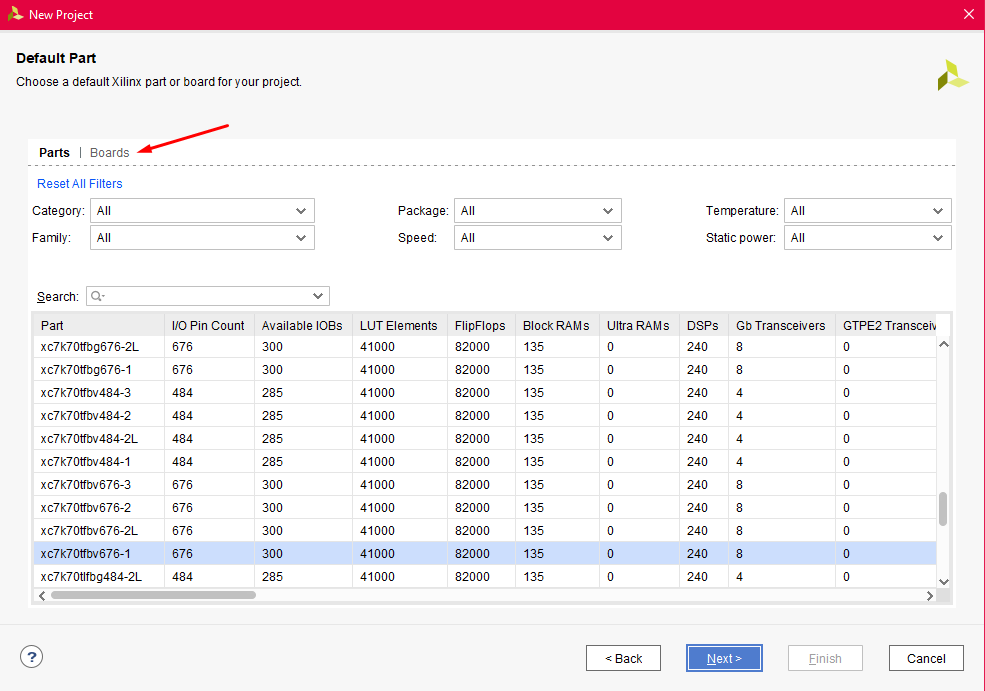 New Project
Default Part
Choose a default Xilinx part or board for your project.
Parts | Boards
Reset All Filters
Category: All Package: All Temperature: All
Family: All Speed: All Static power: All
Search:
Part I/O Pin Count Available IOBs LUT Elements FlipFlops Block RAMs Ultra RAMs DSPs Gb Transceivers GTPE2 Transceiv
xc7k70tfbg676-2L 676 300 41000 82000 135 0 240 8 0
xc7k70tfbg676-1 676 300 41000 82000 135 0 240 8 0
xc7k70tfbv484-3 484 285 41000 82000 135 0 240 4 0
xc7k70tfbv484-2 484 285 41000 82000 135 0 240 4 0
xc7k70tfbv484-2L 484 285 41000 82000 135 0 240 4 0
xc7k70tfbv484-1 484 285 41000 82000 135 0 240 4 0
xc7k70tfbv676-3 676 300 41000 82000 135 0 240 8 0
xc7k70tfbv676-2 676 300 41000 82000 135 0 240 8 0
xc7k70tfbv676-2L 676 300 41000 82000 135 0 240 8 0
xc7k70tfbv676-1 676 300 41000 82000 135 0 240 8 0
xc7k70tlfbg484-2L 484 285 41000 82000 135 0 240 4 0
? < Back Next > Finish Cancel